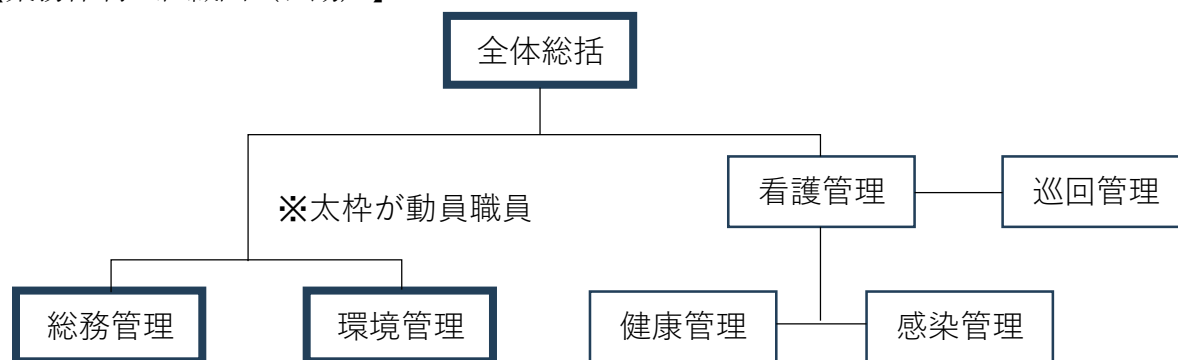 全体総括
看護管理
巡回管理
※太枠が動員職員
総務管理
環境管理
健康管理
感染管理